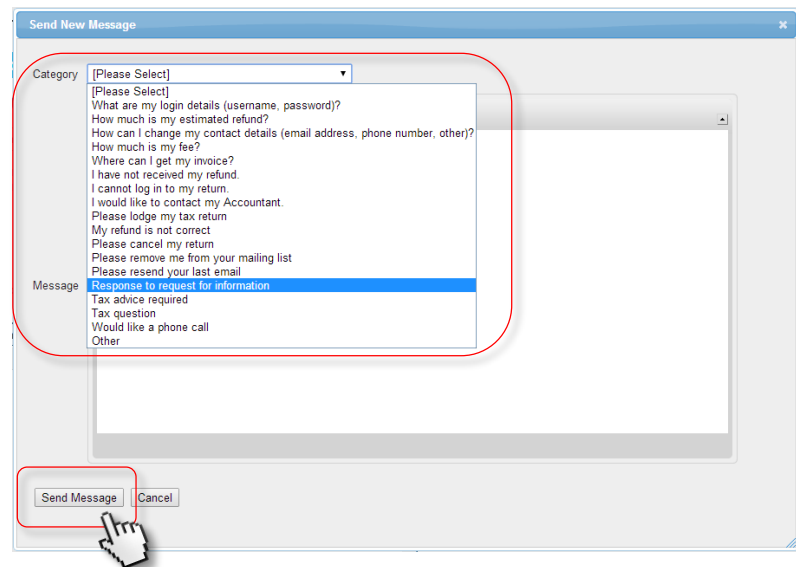 Send New Message
Category [Please Select]
[Please Select]
What are my login details (username, password)?
How much is my estimated refund?
How can I change my contact details (email address, phone number, other)?
How much is my fee?
Where can I get my invoice?
I have not received my refund.
I cannot log in to my return.
I would like to contact my Accountant.
Please lodge my tax return
My refund is not correct
Please cancel my return
Please remove me from your mailing list
Please resend your last email
Message Response to request for information
Tax advice required
Tax question
Would like a phone call
Other
Send Message Cancel